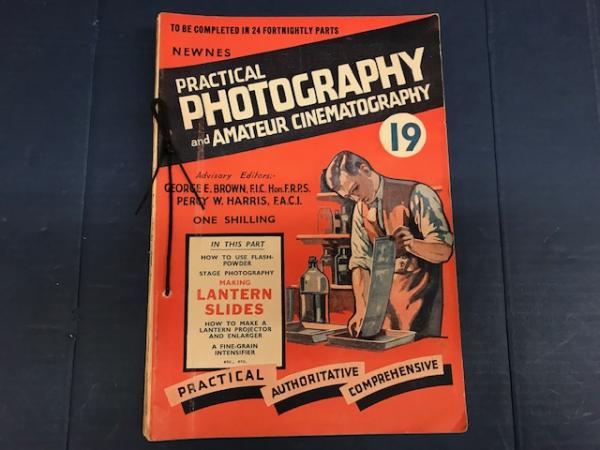 TO BE COMPLETED IN 24 FORTNIGHTLY PARTS
NEWNES
PRACTICAL
PHOTOGRAPHY
and AMATEUR CINEMATOGRAPHY
19
Advisory Editors:-
GEORGE E. BROWN, F.I.C. Hon. F.R.P.S.
PERCY W. HARRIS, F.A.C.I.
ONE SHILLING
IN THIS PART
HOW TO USE FLASH-
POWDER
STAGE PHOTOGRAPHY
MAKING
LANTERN
SLIDES
HOW TO MAKE A
LANTERN PROJECTOR
AND ENLARGER
A FINE-GRAIN
INTENSIFIER
etc., etc.
PRACTICAL
AUTHORITATIVE
COMPREHENSIVE